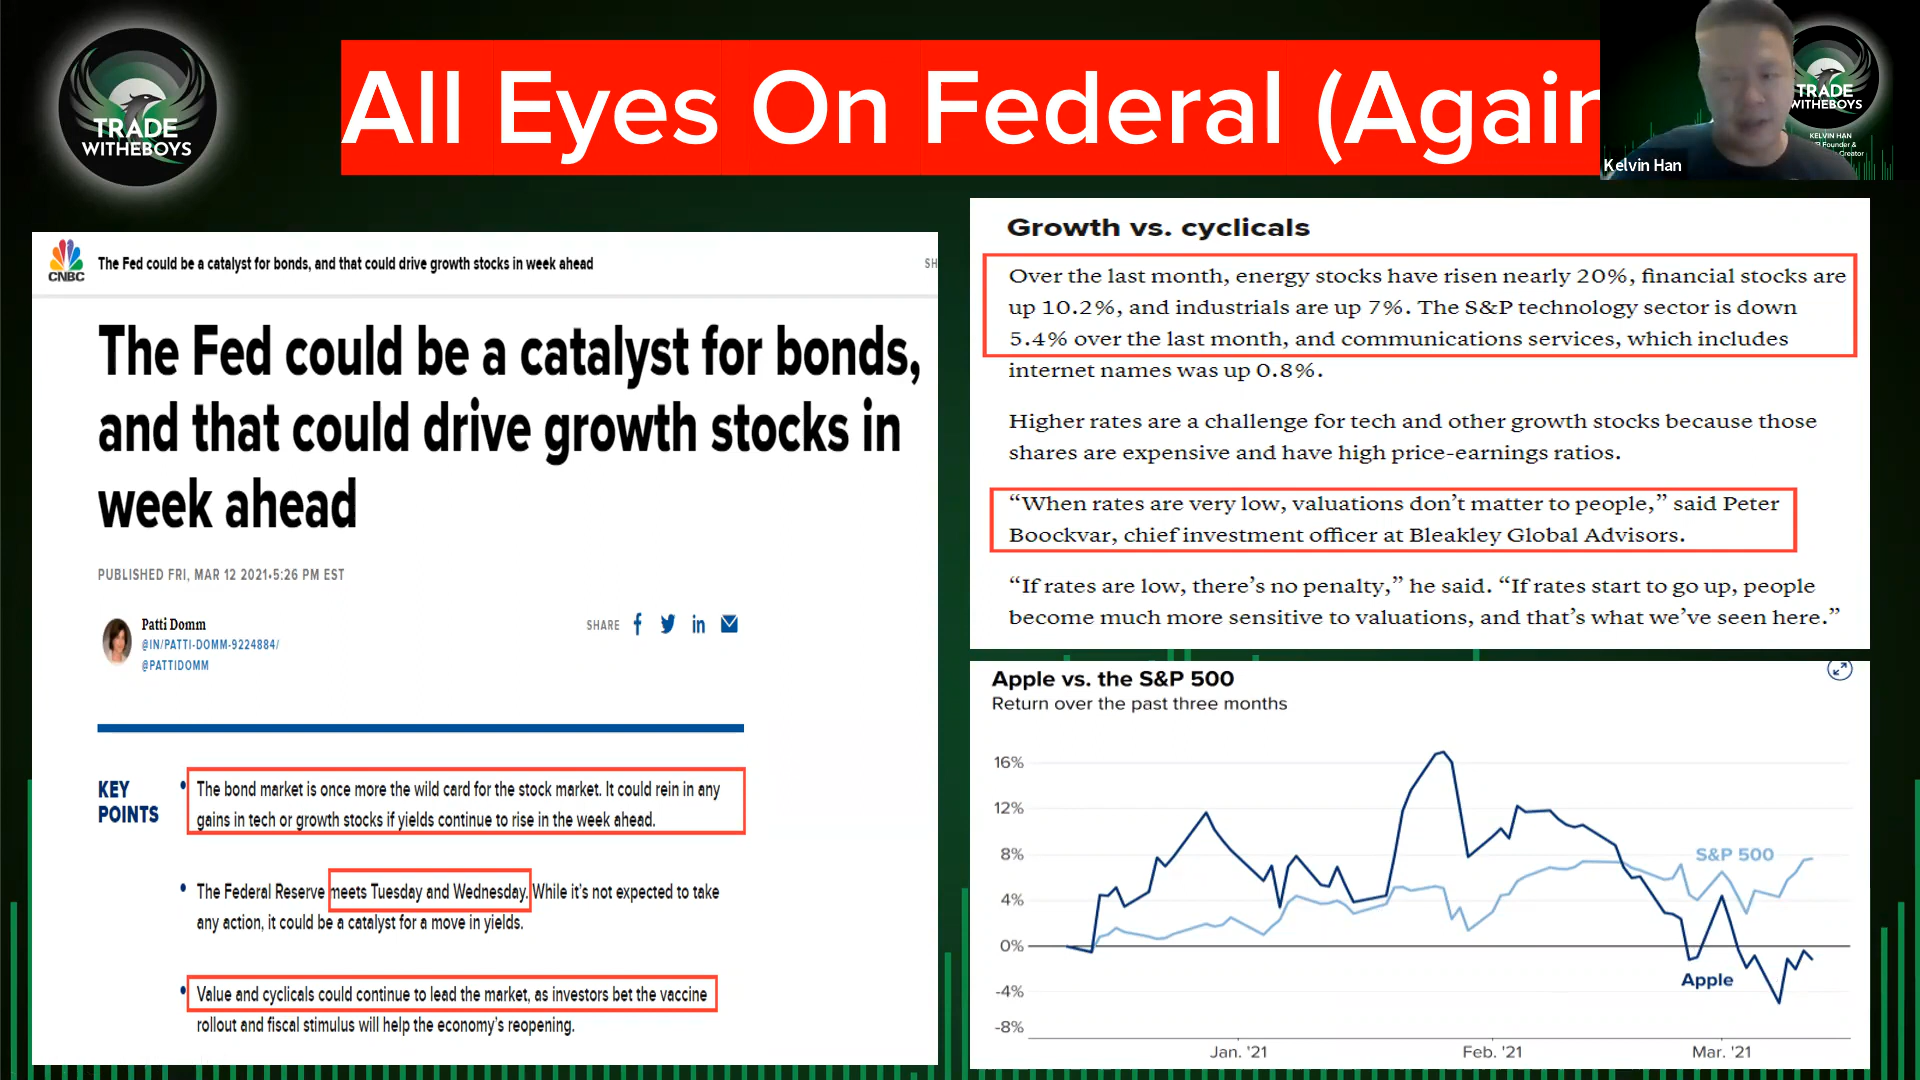 TRADE
WITHEBOYS
All Eyes On Federal (Again
TRADE
WITHEBOYS
KELVIN HAN
Founder &
Creator
Kelvin Han
CNBC
The Fed could be a catalyst for bonds, and that could drive growth stocks in week ahead
SH
The Fed could be a catalyst for bonds,
and that could drive growth stocks in
week ahead
PUBLISHED FRI, MAR 12 2021•5:26 PM EST
Patti Domm
@IN/PATTI-DOMM-9224884/
@PATTIDOMM
SHARE
KEY
POINTS
• The bond market is once more the wild card for the stock market. It could rein in any
gains in tech or growth stocks if yields continue to rise in the week ahead.
• The Federal Reserve meets Tuesday and Wednesday. While it's not expected to take
any action, it could be a catalyst for a move in yields.
• Value and cyclicals could continue to lead the market, as investors bet the vaccine
rollout and fiscal stimulus will help the economy's reopening.
Growth vs. cyclicals
Over the last month, energy stocks have risen nearly 20%, financial stocks are
up 10.2%, and industrials are up 7%. The S&P technology sector is down
5.4% over the last month, and communications services, which includes
internet names was up 0.8%.
Higher rates are a challenge for tech and other growth stocks because those
shares are expensive and have high price-earnings ratios.
“When rates are very low, valuations don’t matter to people,” said Peter
Boockvar, chief investment officer at Bleakley Global Advisors.
“If rates are low, there’s no penalty,” he said. “If rates start to go up, people
become much more sensitive to valuations, and that’s what we’ve seen here.”
Apple vs. the S&P 500
Return over the past three months
16%
12%
8%
4%
0%
-4%
-8%
S&P 500
Apple
Jan. '21
Feb. '21
Mar. '21